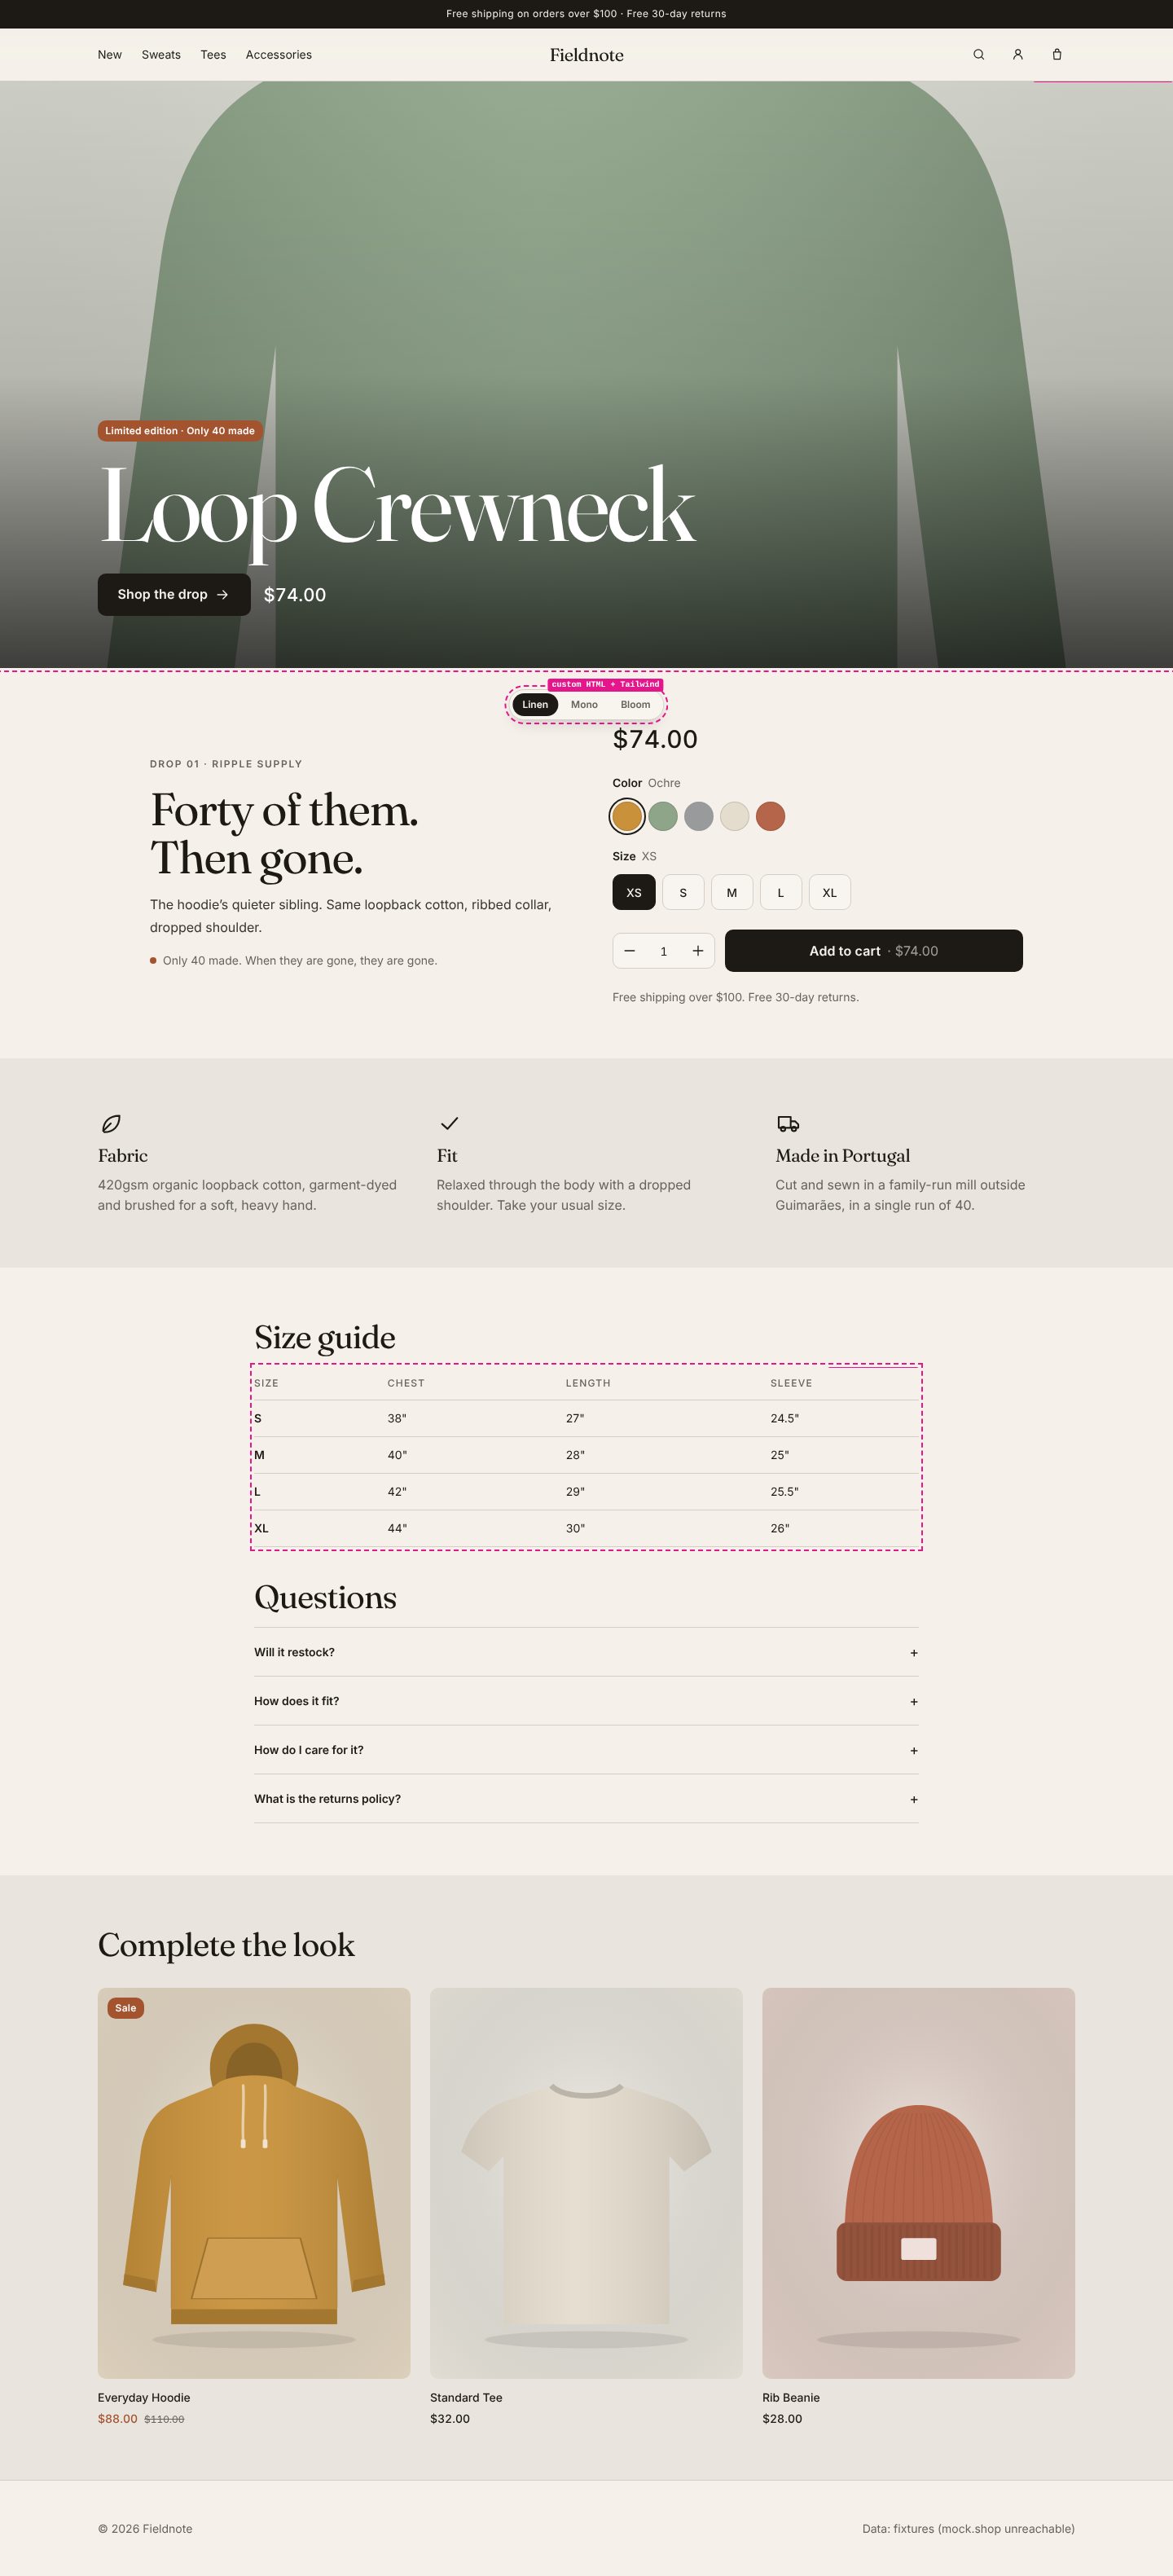 Free shipping on orders over $100 · Free 30-day returns
New Sweats Tees Accessories
Fieldnote
Limited edition · Only 40 made
Loop Crewneck
Shop the drop → $74.00
custom HTML + Tailwind
Linen Mono Bloom
DROP 01 · RIPPLE SUPPLY
Forty of them.
Then gone.
The hoodie’s quieter sibling. Same loopback cotton, ribbed collar,
dropped shoulder.
Only 40 made. When they are gone, they are gone.
$74.00
Color Ochre
Size XS
XS S M L XL
− 1 +
Add to cart · $74.00
Free shipping over $100. Free 30-day returns.
Fabric
420gsm organic loopback cotton, garment-dyed
and brushed for a soft, heavy hand.
Fit
Relaxed through the body with a dropped
shoulder. Take your usual size.
Made in Portugal
Cut and sewn in a family-run mill outside
Guimarães, in a single run of 40.
Size guide
SIZE CHEST LENGTH SLEEVE
S 38" 27" 24.5"
M 40" 28" 25"
L 42" 29" 25.5"
XL 44" 30" 26"
Questions
Will it restock? +
How does it fit? +
How do I care for it? +
What is the returns policy? +
Complete the look
Sale
Everyday Hoodie
$88.00 $110.00
Standard Tee
$32.00
Rib Beanie
$28.00
© 2026 Fieldnote
Data: fixtures (mock.shop unreachable)